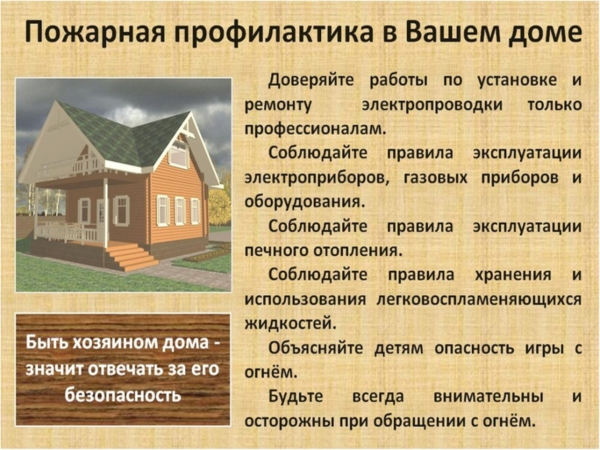 Пожарная профилактика в Вашем доме
Доверяйте работы по установке и
ремонту электропроводки только
профессионалам.
Соблюдайте правила эксплуатации
электроприборов, газовых приборов и
оборудования.
Соблюдайте правила эксплуатации
печного отопления.
Соблюдайте правила хранения и
использования легковоспламеняющихся
жидкостей.
Объясняйте детям опасность игры с
огнём.
Будьте всегда внимательны и
осторожны при обращении с огнём.
Быть хозяином дома -
значит отвечать за его
безопасность